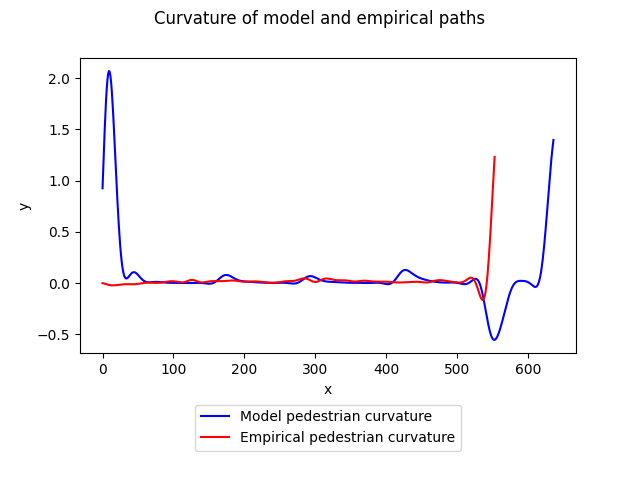 Curvature of model and empirical paths
2.0
1.5
1.0
0.5
0.0
−0.5
y
0 100 200 300 400 500 600
x
Model pedestrian curvature
Empirical pedestrian curvature